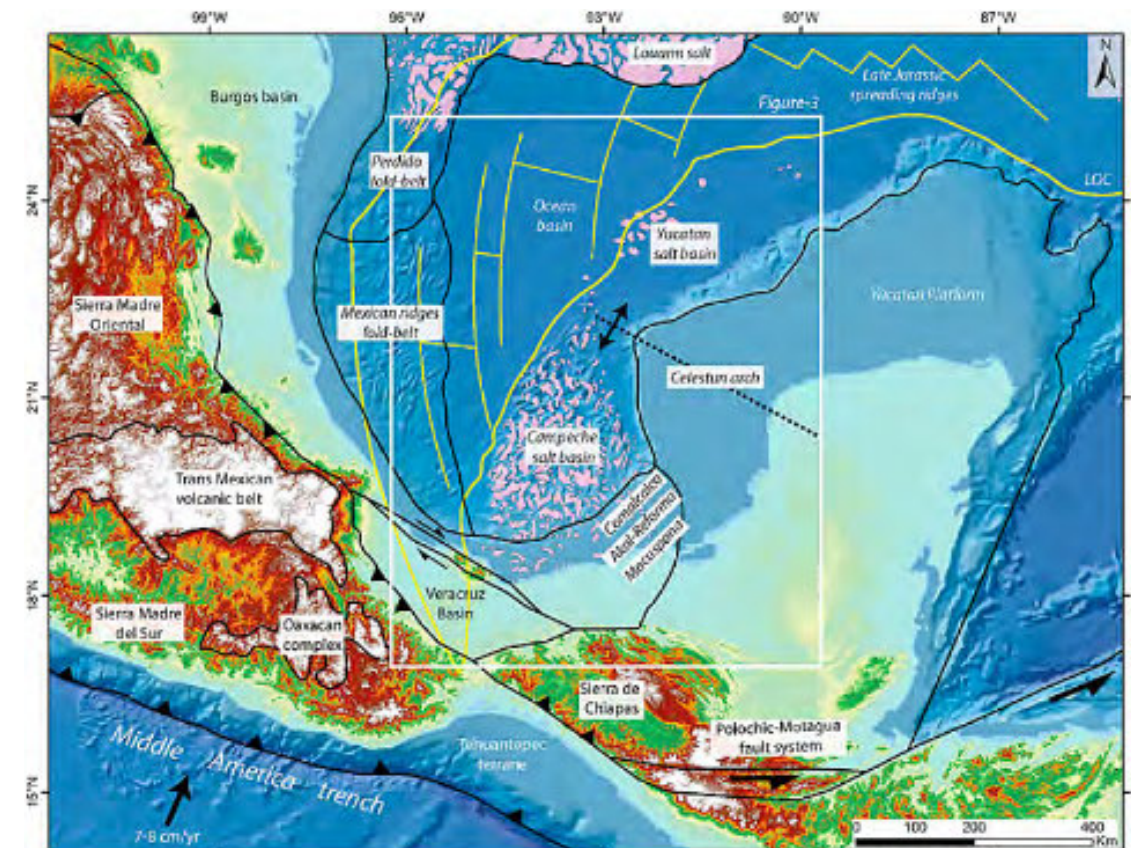 99°W
96°W
93°W
90°W
87°W
N
Louann salt
Burgos basin
Late Jurassic
spreading ridges
Figure-3
Perdido
fold-belt
24°N
LOC
Ocean
basin
Yucatan
salt basin
Yucatan Platform
Sierra Madre
Oriental
Mexican ridges
fold-belt
Celestun arch
21°N
Campeche
salt basin
Trans Mexican
volcanic belt
Comalcalco
Akal-Reforma
Macuspana
18°N
Veracruz
Basin
Sierra Madre
del Sur
Oaxacan
complex
Sierra de
Chiapas
Polochic-Motagua
fault system
Middle America trench
Tehuantepec
terrane
15°N
7-8 cm/yr
0 100 200 400
Km